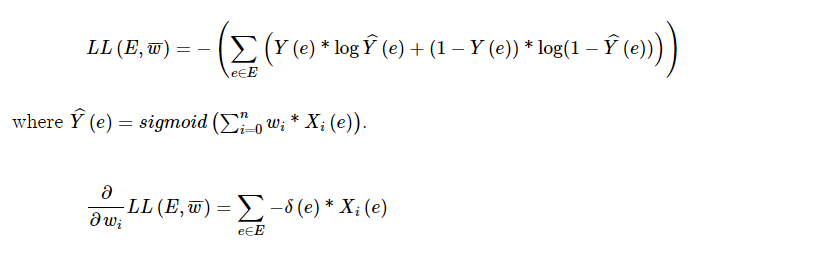 LL (E, w̅) = − (∑_{e∈E} (Y (e) * log Ŷ (e) + (1 – Y (e)) * log(1 – Ŷ (e))))
where Ŷ (e) = sigmoid (∑_{i=0}^{n} w_i * X_i (e)).
∂/∂w_i LL (E, w̅) = ∑_{e∈E} −δ (e) * X_i (e)